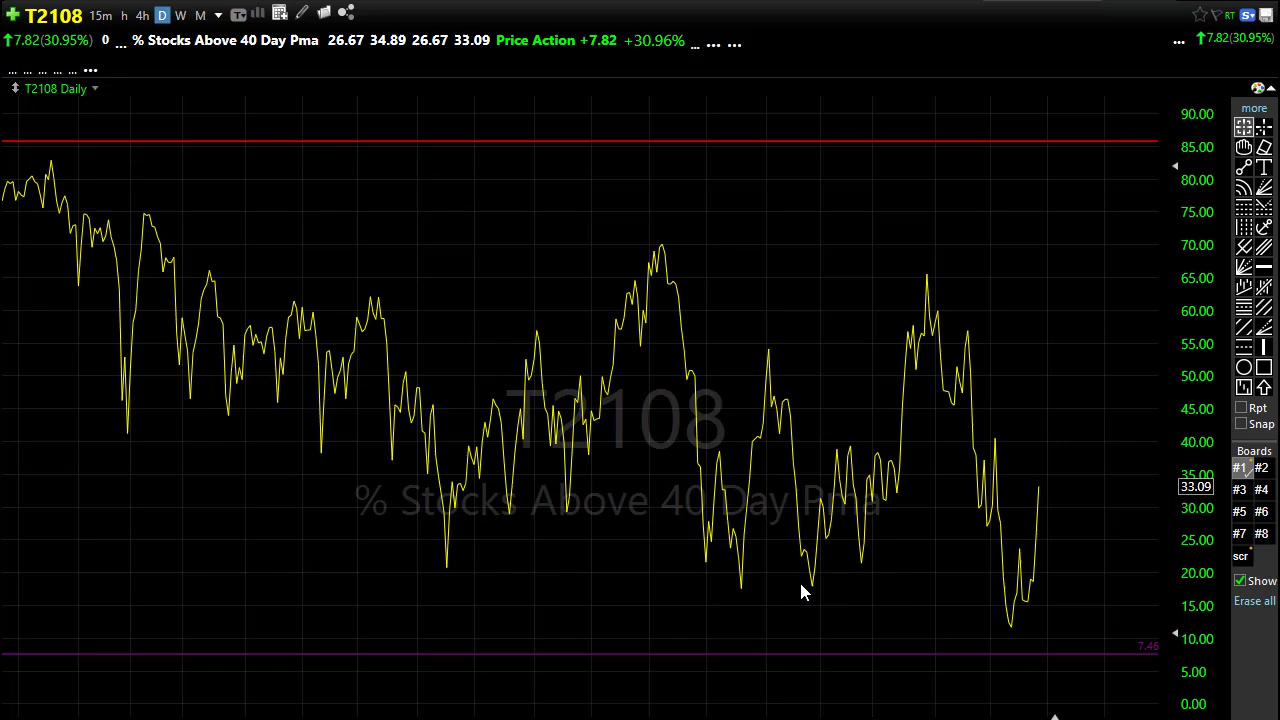 T2108 15m h 4h D W M T RT S
↑7.82(30.95%) 0 ... % Stocks Above 40 Day Pma 26.67 34.89 26.67 33.09 Price Action +7.82 +30.96% ... ... ... ... ↑7.82(30.95%)
... ... ... ... ... ...
T2108 Daily
more
90.00
85.00
80.00
75.00
70.00
65.00
60.00
55.00
50.00
45.00
40.00
35.00
33.09
30.00
25.00
20.00
15.00
10.00
5.00
0.00
T2108
% Stocks Above 40 Day Pma
7.46
T
Rpt
Snap
Boards
#1 #2
#3 #4
#5 #6
#7 #8
scr
Show
Erase all